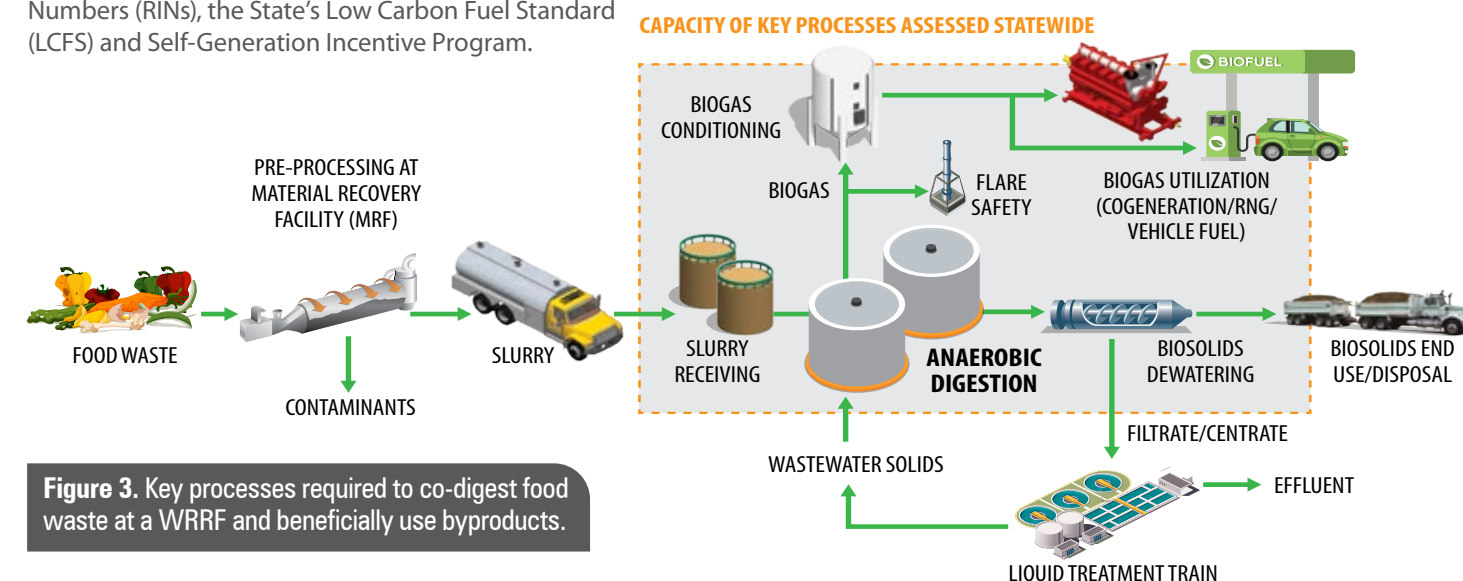 Numbers (RINs), the State’s Low Carbon Fuel Standard
(LCFS) and Self-Generation Incentive Program.
CAPACITY OF KEY PROCESSES ASSESSED STATEWIDE
BIOFUEL
BIOGAS
CONDITIONING
PRE-PROCESSING AT
MATERIAL RECOVERY
FACILITY (MRF)
BIOGAS
FLARE
SAFETY
BIOGAS UTILIZATION
(COGENERATION/RNG/
VEHICLE FUEL)
FOOD WASTE
SLURRY
SLURRY
RECEIVING
ANAEROBIC
DIGESTION
BIOSOLIDS
DEWATERING
BIOSOLIDS END
USE/DISPOSAL
CONTAMINANTS
FILTRATE/CENTRATE
WASTEWATER SOLIDS
EFFLUENT
LIQUID TREATMENT TRAIN
Figure 3. Key processes required to co-digest food
waste at a WRRF and beneficially use byproducts.